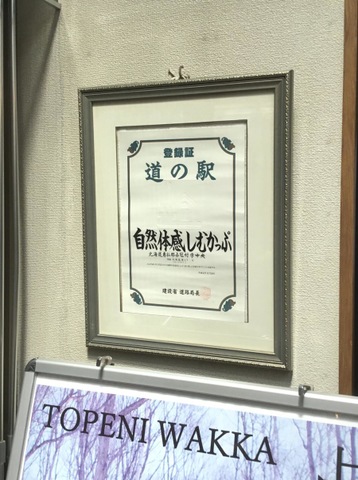 登録証
道の駅
自然体感しむかっぷ
北海道勇払郡占冠村字中央
建設省 道路局長
TOPENI WAKKA